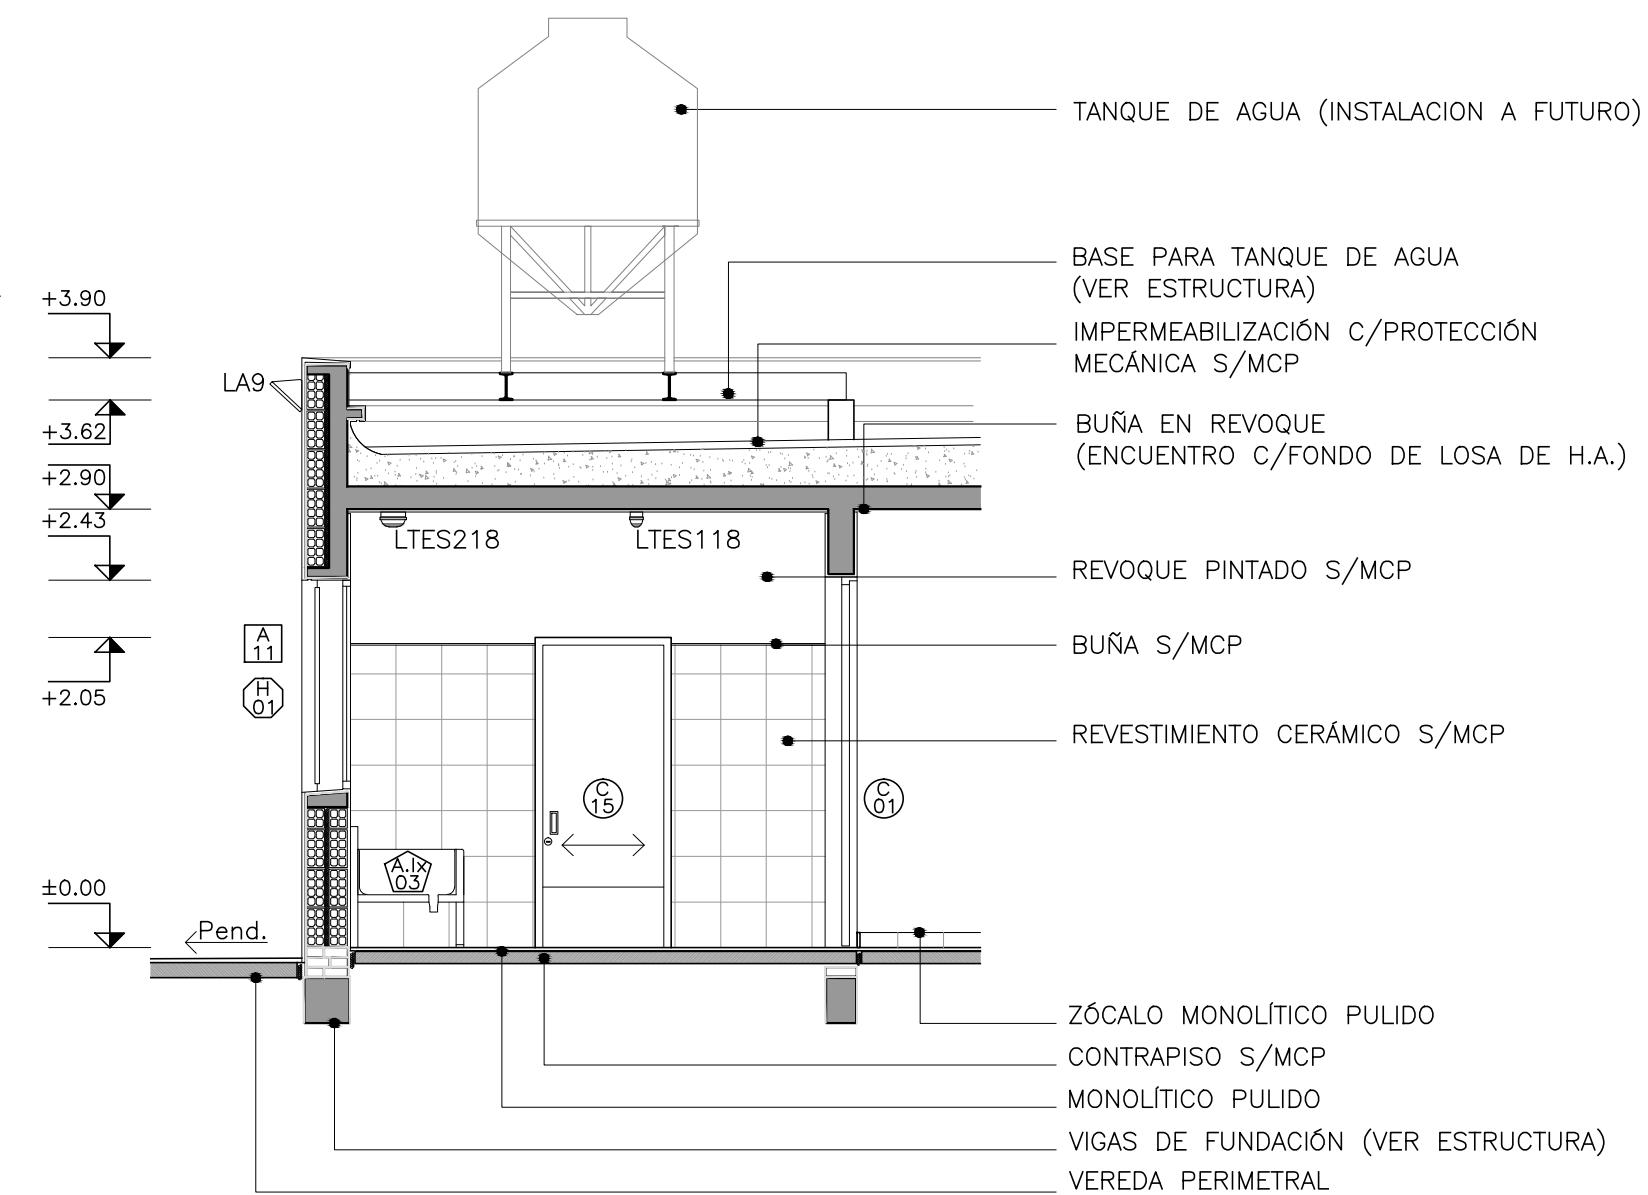 TANQUE DE AGUA (INSTALACION A FUTURO)
BASE PARA TANQUE DE AGUA
(VER ESTRUCTURA)
+3.90
IMPERMEABILIZACIÓN C/PROTECCIÓN
MECÁNICA S/MCP
LA9
+3.62
BUÑA EN REVOQUE
(ENCUENTRO C/FONDO DE LOSA DE H.A.)
+2.90
+2.43
LTES218
LTES118
REVOQUE PINTADO S/MCP
A
11
BUÑA S/MCP
H
01
+2.05
REVESTIMIENTO CERÁMICO S/MCP
C
15
C
01
A.Ix
03
±0.00
Pend.
ZÓCALO MONOLÍTICO PULIDO
CONTRAPISO S/MCP
MONOLÍTICO PULIDO
VIGAS DE FUNDACIÓN (VER ESTRUCTURA)
VEREDA PERIMETRAL